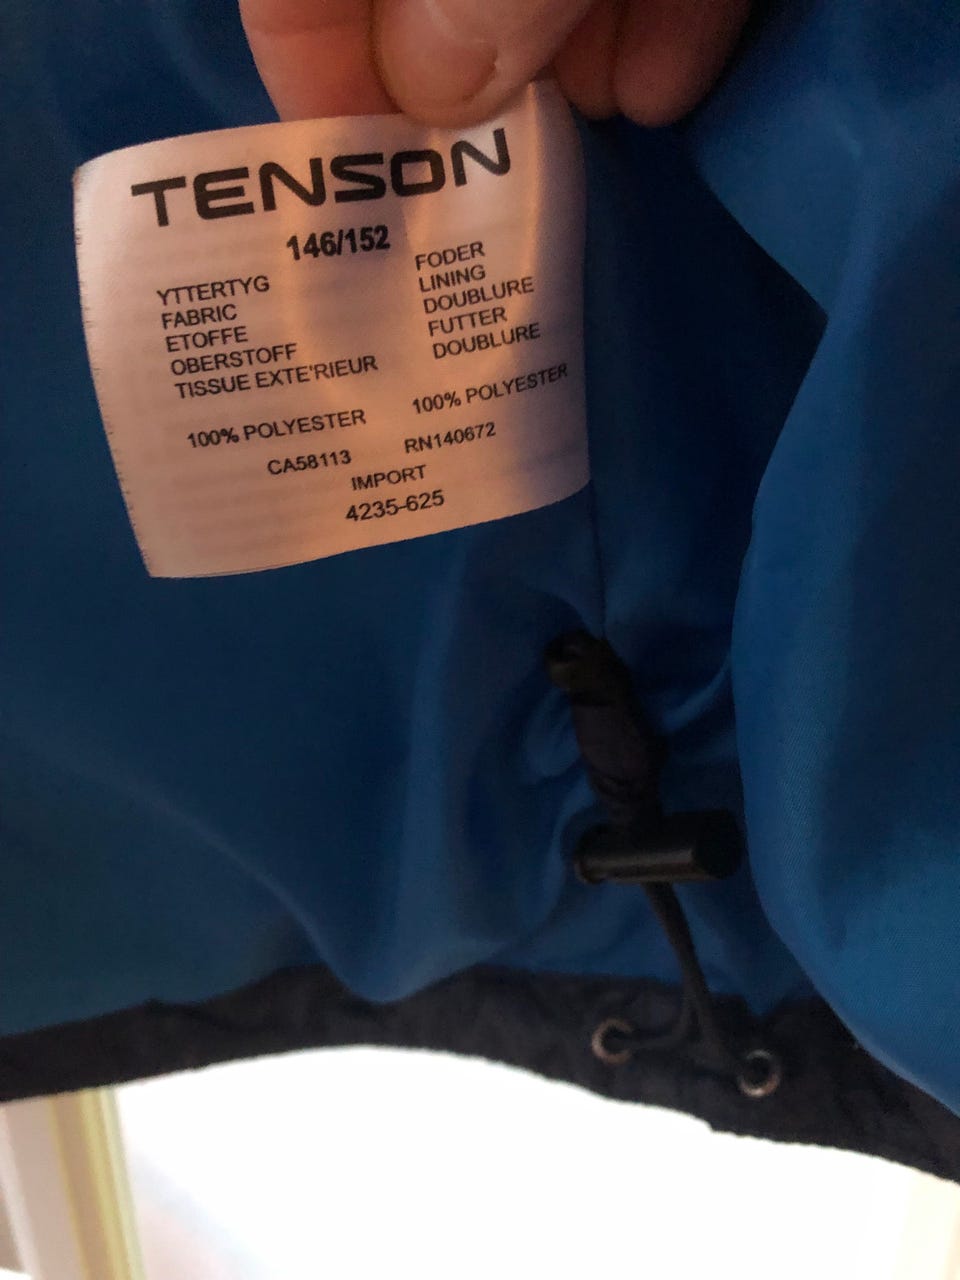 TENSON
146/152
YTTERTYG
FABRIC
ETOFFE
OBERSTOFF
TISSUE EXTE'RIEUR
100% POLYESTER
FODER
LINING
DOUBLURE
FUTTER
DOUBLURE
100% POLYESTER
CA58113 RN140672
IMPORT
4235-625